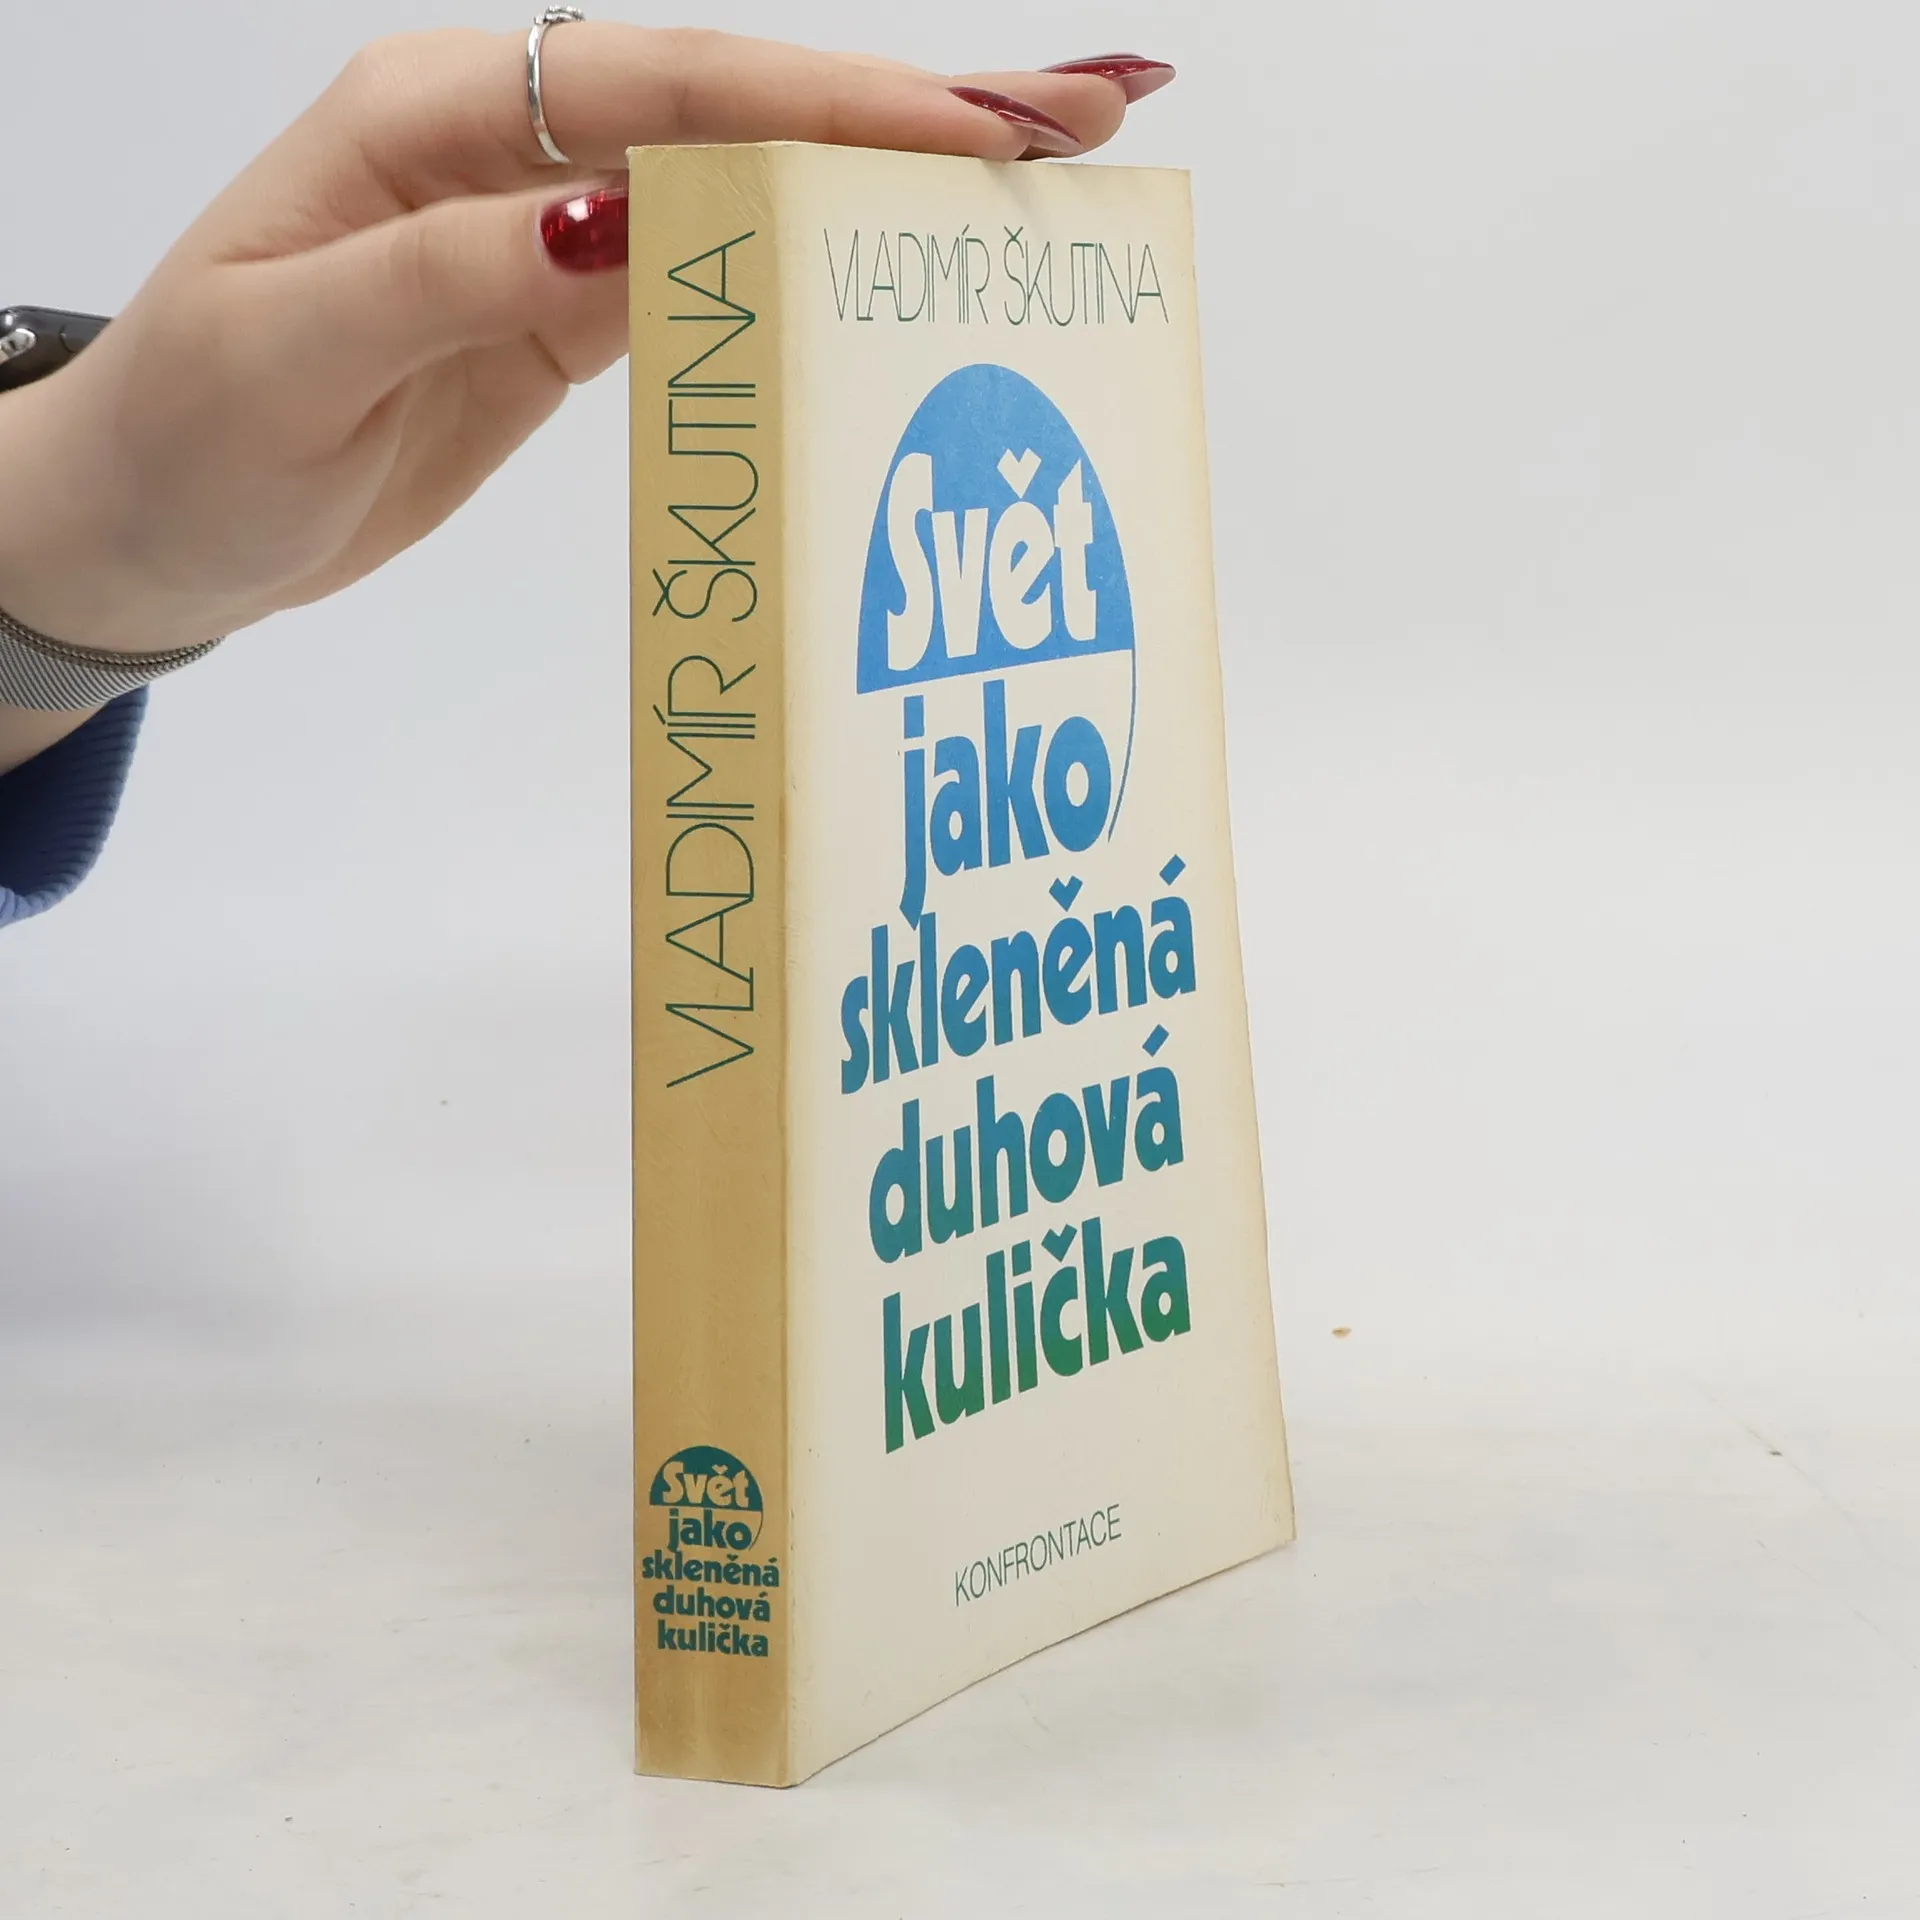 VLADIMÍR ŠKUTINA
Svět
jako
skleněná
duhová
kulička
KONFRONTACE
VLADIMÍR ŠKUTINA
Svět
jako
skleněná
duhová
kulička